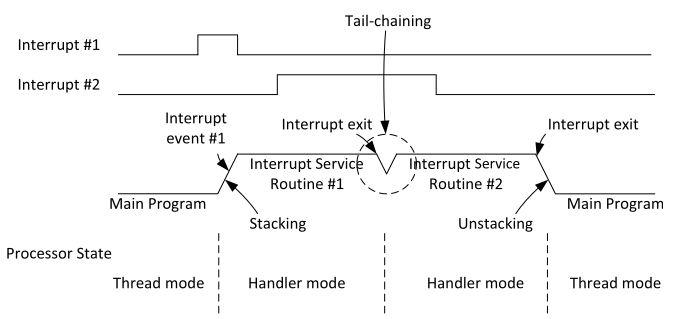 Tail-chaining
Interrupt #1
Interrupt #2
Interrupt
event #1
Interrupt exit
Interrupt exit
Interrupt Service
Routine #1
Interrupt Service
Routine #2
Main Program
Main Program
Stacking
Unstacking
Processor State
Thread mode
Handler mode
Handler mode
Thread mode